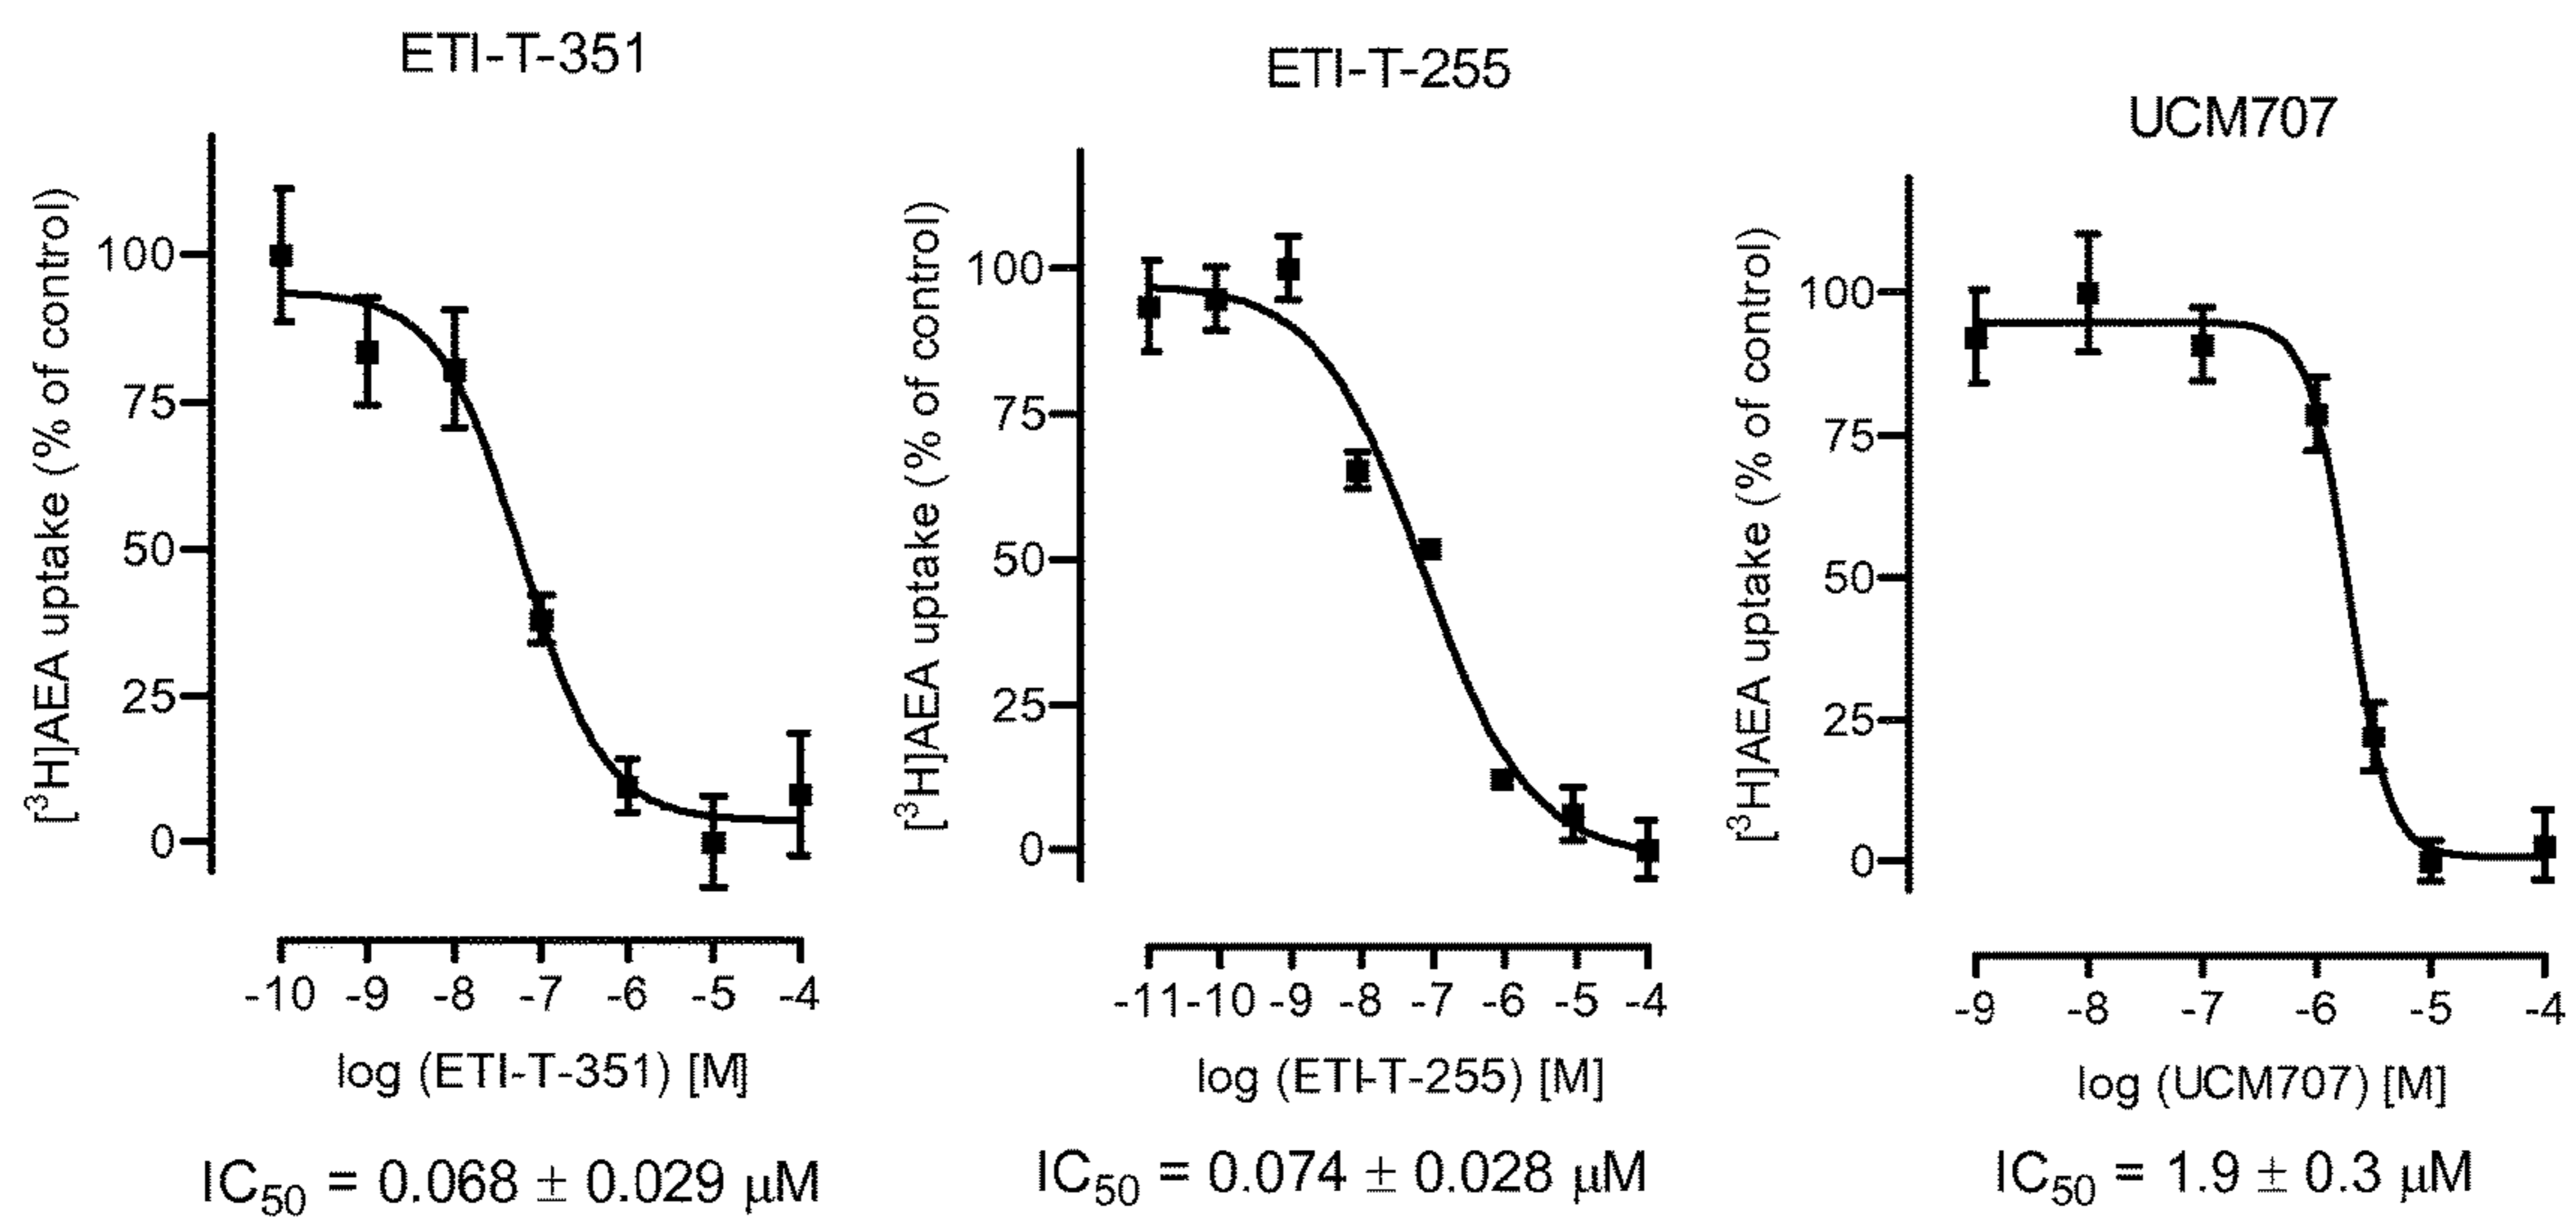 ETI-T-351
[³H]AEA uptake (% of control)
100
75
50
25
0
-10 -9 -8 -7 -6 -5 -4
log (ETI-T-351) [M]
IC₅₀ = 0.068 ± 0.029 μM
ETI-T-255
[³H]AEA uptake (% of control)
100
75
50
25
0
-11 -10 -9 -8 -7 -6 -5 -4
log (ETI-T-255) [M]
IC₅₀ = 0.074 ± 0.028 μM
UCM707
[³H]AEA uptake (% of control)
100
75
50
25
0
-9 -8 -7 -6 -5 -4
log (UCM707) [M]
IC₅₀ = 1.9 ± 0.3 μM